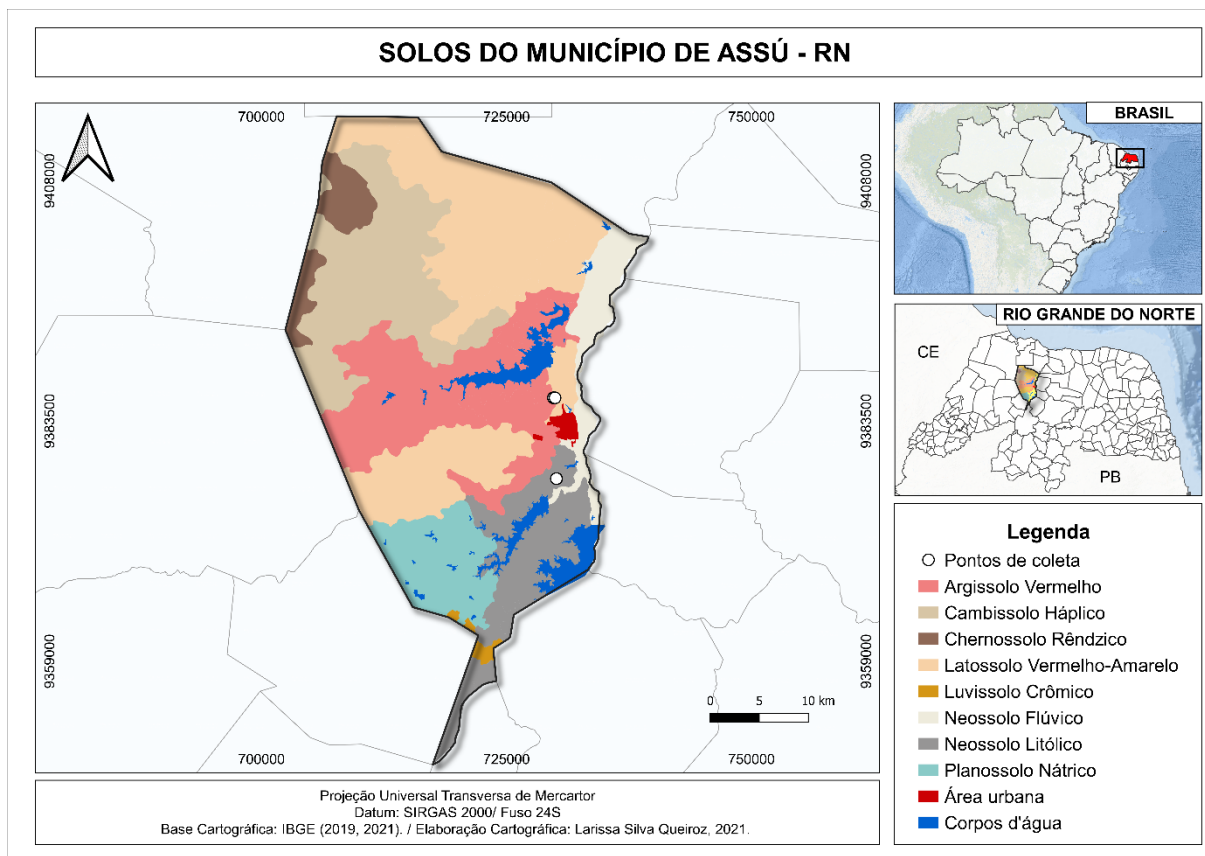 SOLOS DO MUNICÍPIO DE ASSÚ - RN
700000
725000
750000
9408000
9408000
9383500
9383500
9359000
9359000
0 5 10 km
700000
725000
750000
Projeção Universal Transversa de Mercartor
Datum: SIRGAS 2000/ Fuso 24S
Base Cartográfica: IBGE (2019, 2021). / Elaboração Cartográfica: Larissa Silva Queiroz, 2021.
BRASIL
RIO GRANDE DO NORTE
CE
PB
Legenda
Pontos de coleta
Argissolo Vermelho
Cambissolo Háplico
Chernossolo Rêndzico
Latossolo Vermelho-Amarelo
Luvissolo Crômico
Neossolo Flúvico
Neossolo Litólico
Planossolo Nátrico
Área urbana
Corpos d'água